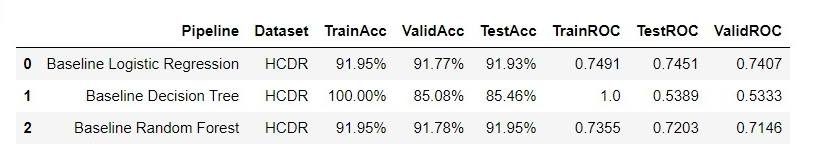 Pipeline Dataset TrainAcc ValidAcc TestAcc TrainROC TestROC ValidROC
0 Baseline Logistic Regression HCDR 91.95% 91.77% 91.93% 0.7491 0.7451 0.7407
1 Baseline Decision Tree HCDR 100.00% 85.08% 85.46% 1.0 0.5389 0.5333
2 Baseline Random Forest HCDR 91.95% 91.78% 91.95% 0.7355 0.7203 0.7146